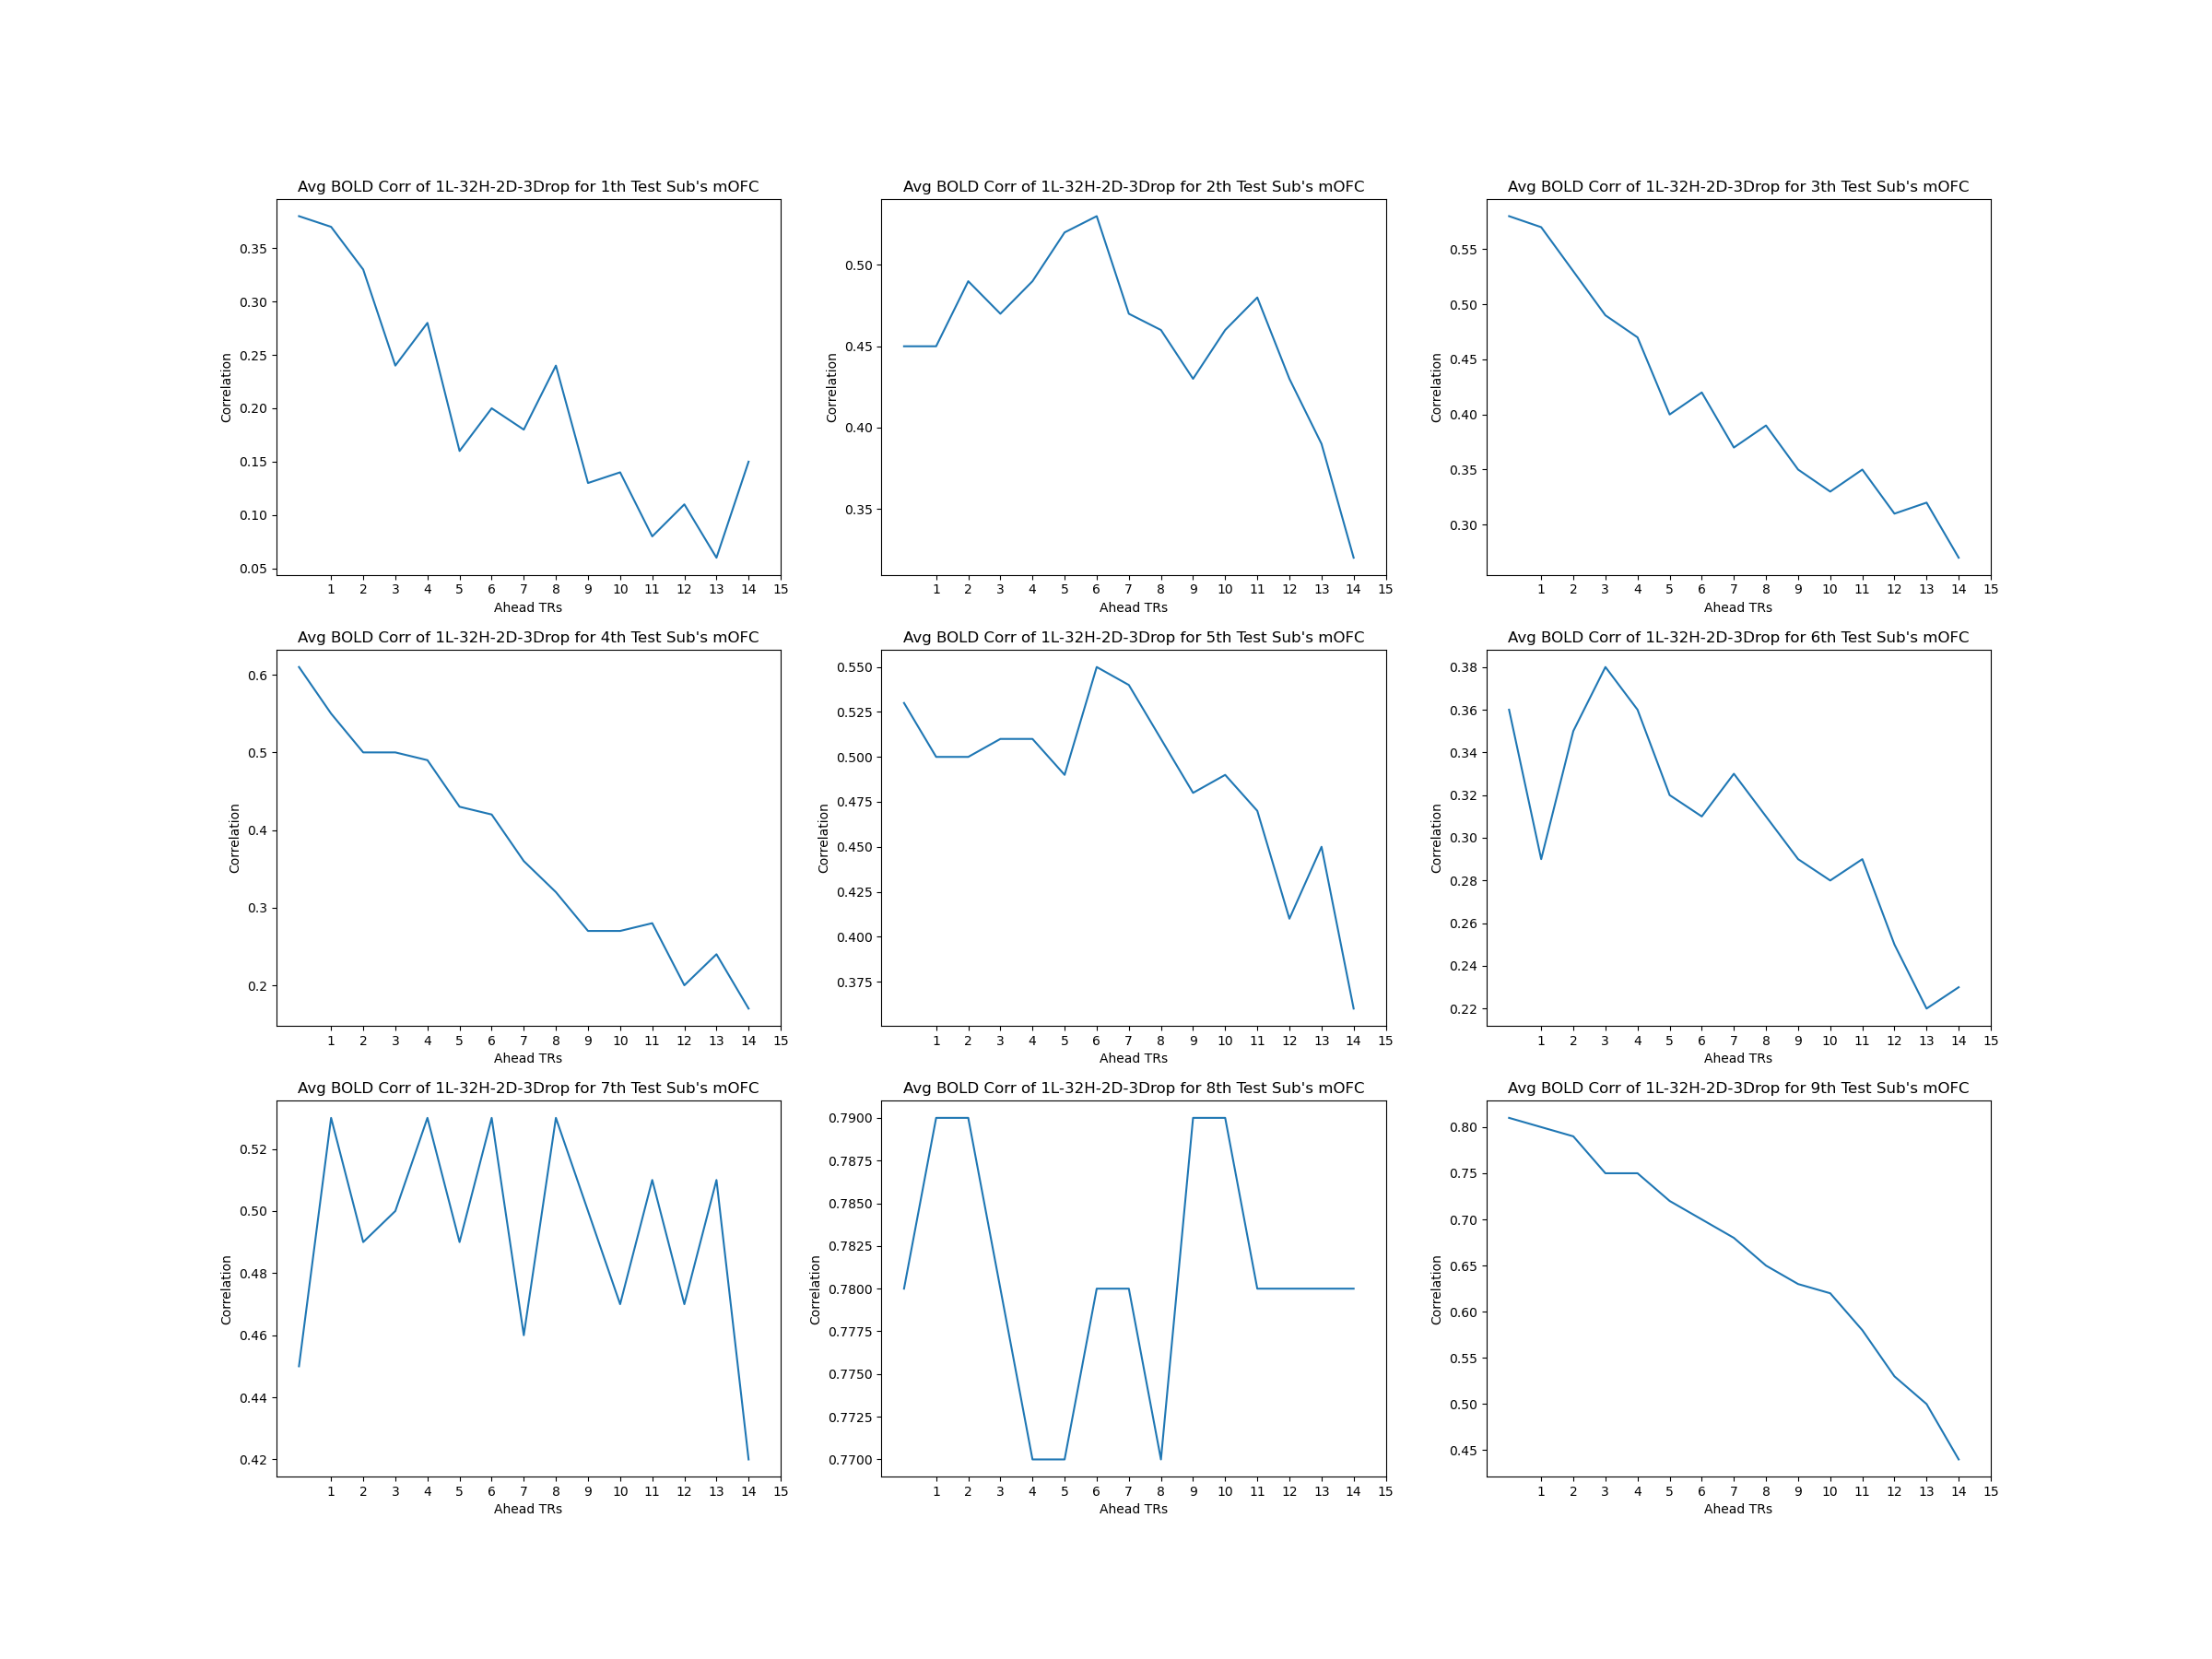 Avg BOLD Corr of 1L-32H-2D-3Drop for 1th Test Sub's mOFC
Correlation
0.35
0.30
0.25
0.20
0.15
0.10
0.05
1 2 3 4 5 6 7 8 9 10 11 12 13 14 15
Ahead TRs
Avg BOLD Corr of 1L-32H-2D-3Drop for 2th Test Sub's mOFC
Correlation
0.50
0.45
0.40
0.35
1 2 3 4 5 6 7 8 9 10 11 12 13 14 15
Ahead TRs
Avg BOLD Corr of 1L-32H-2D-3Drop for 3th Test Sub's mOFC
Correlation
0.55
0.50
0.45
0.40
0.35
0.30
1 2 3 4 5 6 7 8 9 10 11 12 13 14 15
Ahead TRs
Avg BOLD Corr of 1L-32H-2D-3Drop for 4th Test Sub's mOFC
Correlation
0.6
0.5
0.4
0.3
0.2
1 2 3 4 5 6 7 8 9 10 11 12 13 14 15
Ahead TRs
Avg BOLD Corr of 1L-32H-2D-3Drop for 5th Test Sub's mOFC
Correlation
0.550
0.525
0.500
0.475
0.450
0.425
0.400
0.375
1 2 3 4 5 6 7 8 9 10 11 12 13 14 15
Ahead TRs
Avg BOLD Corr of 1L-32H-2D-3Drop for 6th Test Sub's mOFC
Correlation
0.38
0.36
0.34
0.32
0.30
0.28
0.26
0.24
0.22
1 2 3 4 5 6 7 8 9 10 11 12 13 14 15
Ahead TRs
Avg BOLD Corr of 1L-32H-2D-3Drop for 7th Test Sub's mOFC
Correlation
0.52
0.50
0.48
0.46
0.44
0.42
1 2 3 4 5 6 7 8 9 10 11 12 13 14 15
Ahead TRs
Avg BOLD Corr of 1L-32H-2D-3Drop for 8th Test Sub's mOFC
Correlation
0.7900
0.7875
0.7850
0.7825
0.7800
0.7775
0.7750
0.7725
0.7700
1 2 3 4 5 6 7 8 9 10 11 12 13 14 15
Ahead TRs
Avg BOLD Corr of 1L-32H-2D-3Drop for 9th Test Sub's mOFC
Correlation
0.80
0.75
0.70
0.65
0.60
0.55
0.50
0.45
1 2 3 4 5 6 7 8 9 10 11 12 13 14 15
Ahead TRs